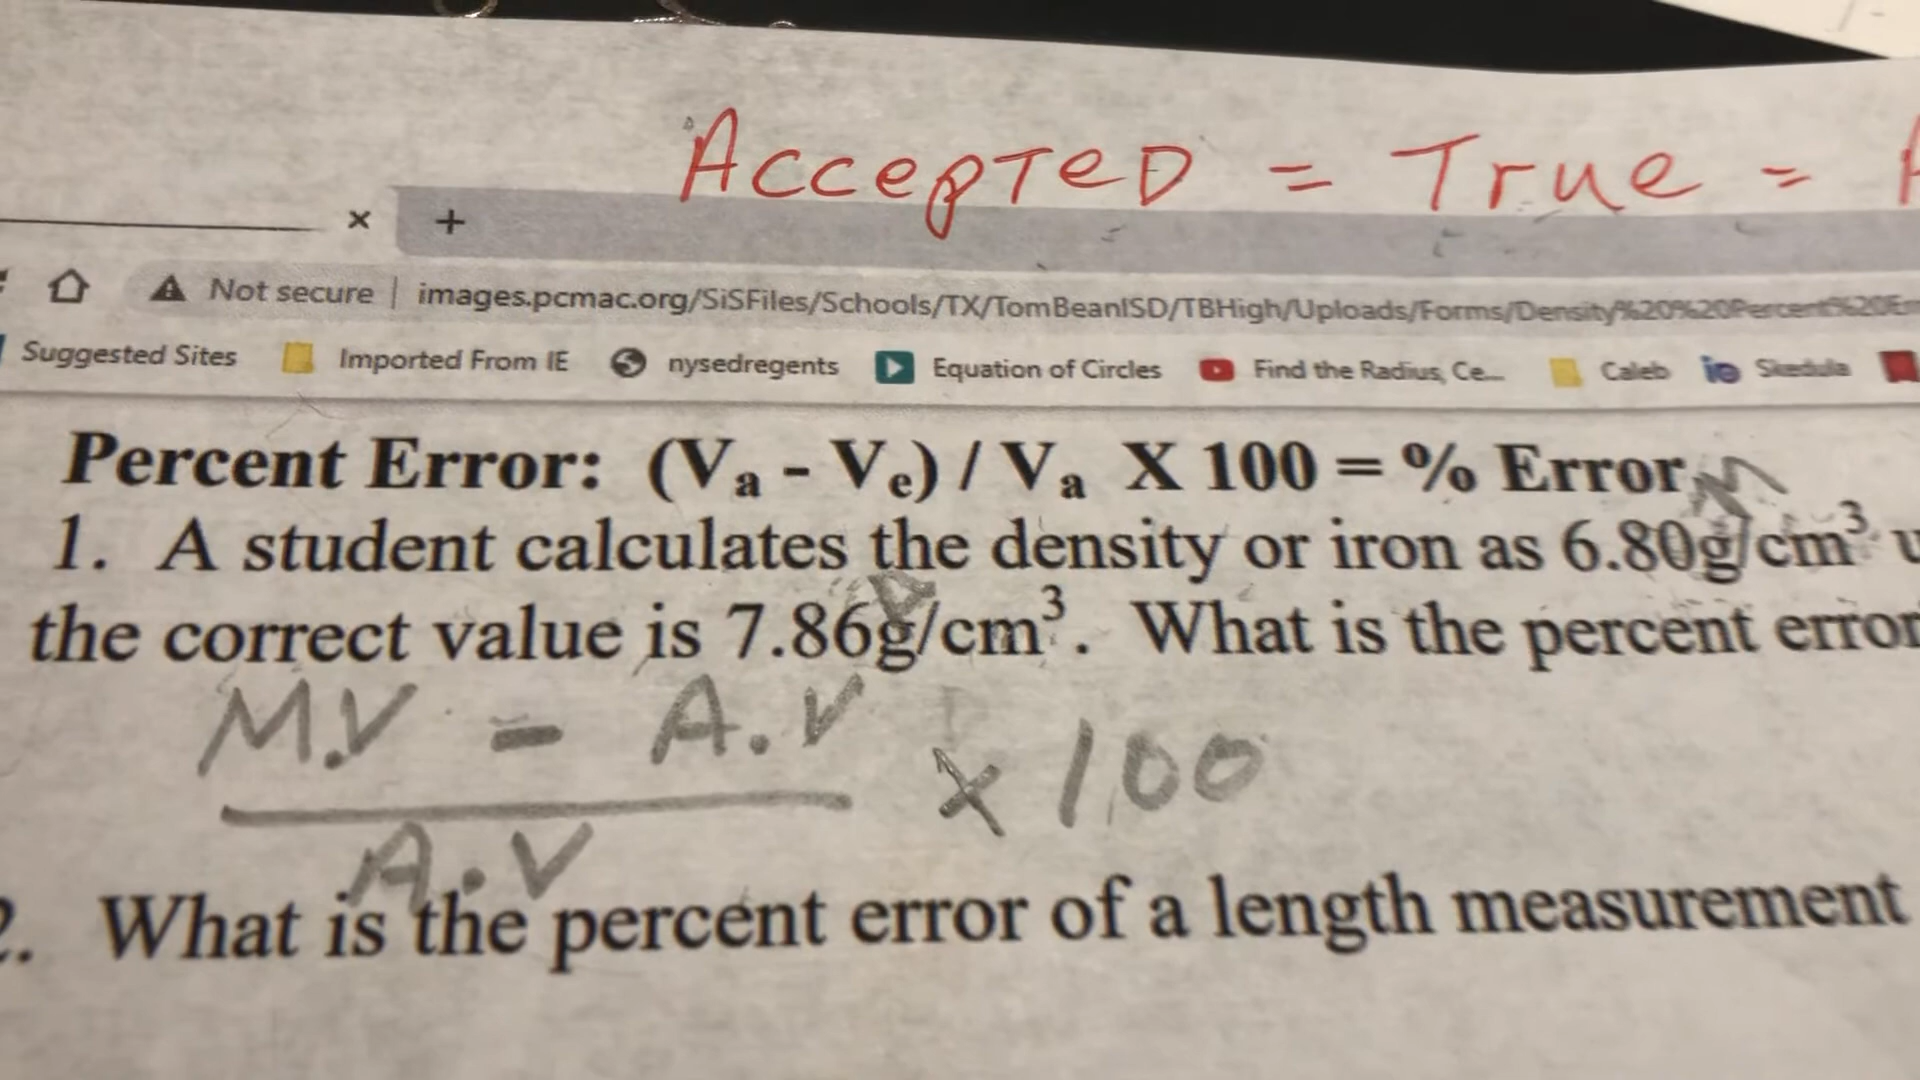 Accepted = True =
× +
Not secure | images.pcmac.org/SiSFiles/Schools/TX/TomBeanISD/TBHigh/Uploads/Forms/Density%20%20Percent%20Er
Suggested Sites Imported From IE nysedregents Equation of Circles Find the Radius, Ce... Caleb Skedula
Percent Error: (Va - Ve) / Va X 100 = % Error
1. A student calculates the density or iron as 6.80g/cm³ u
the correct value is 7.86g/cm³. What is the percent error
M.V - A.V × 100
A.V
2. What is the percent error of a length measurement